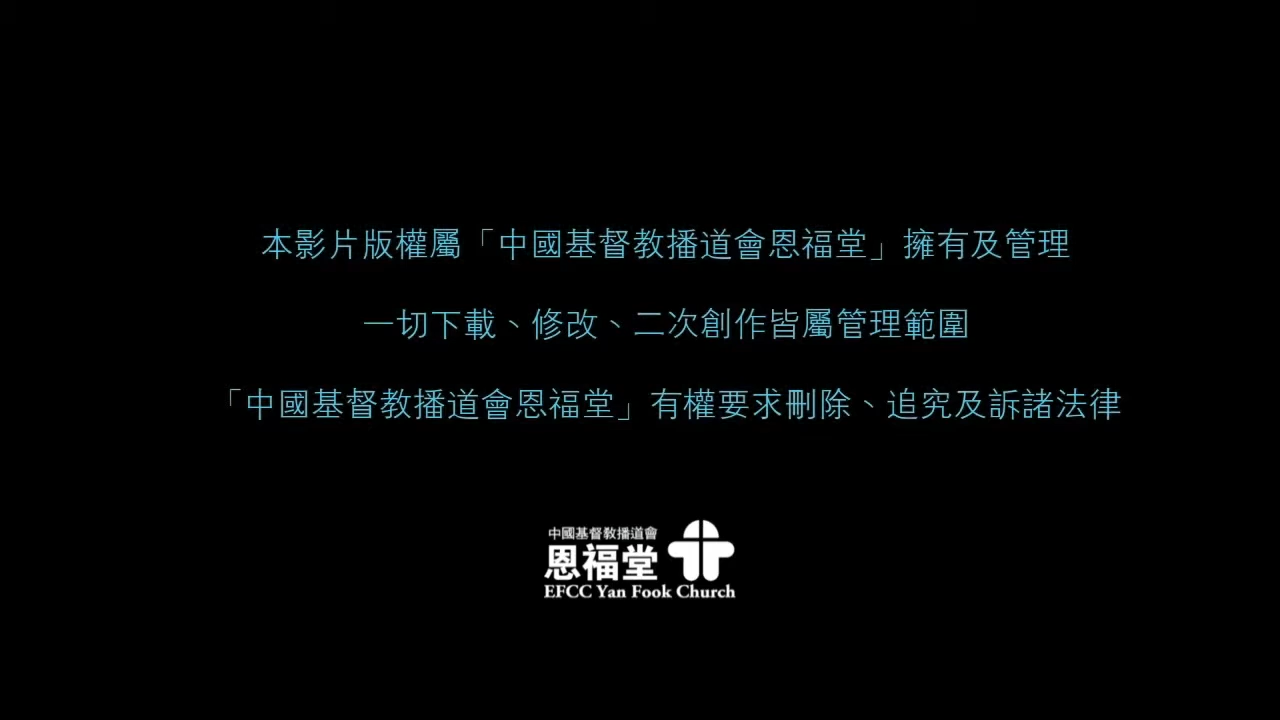 本影片版權屬「中國基督教播道會恩福堂」擁有及管理
一切下載、修改、二次創作皆屬管理範圍
「中國基督教播道會恩福堂」有權要求刪除、追究及訴諸法律
中國基督教播道會
恩福堂
EFCC Yan Fook Church